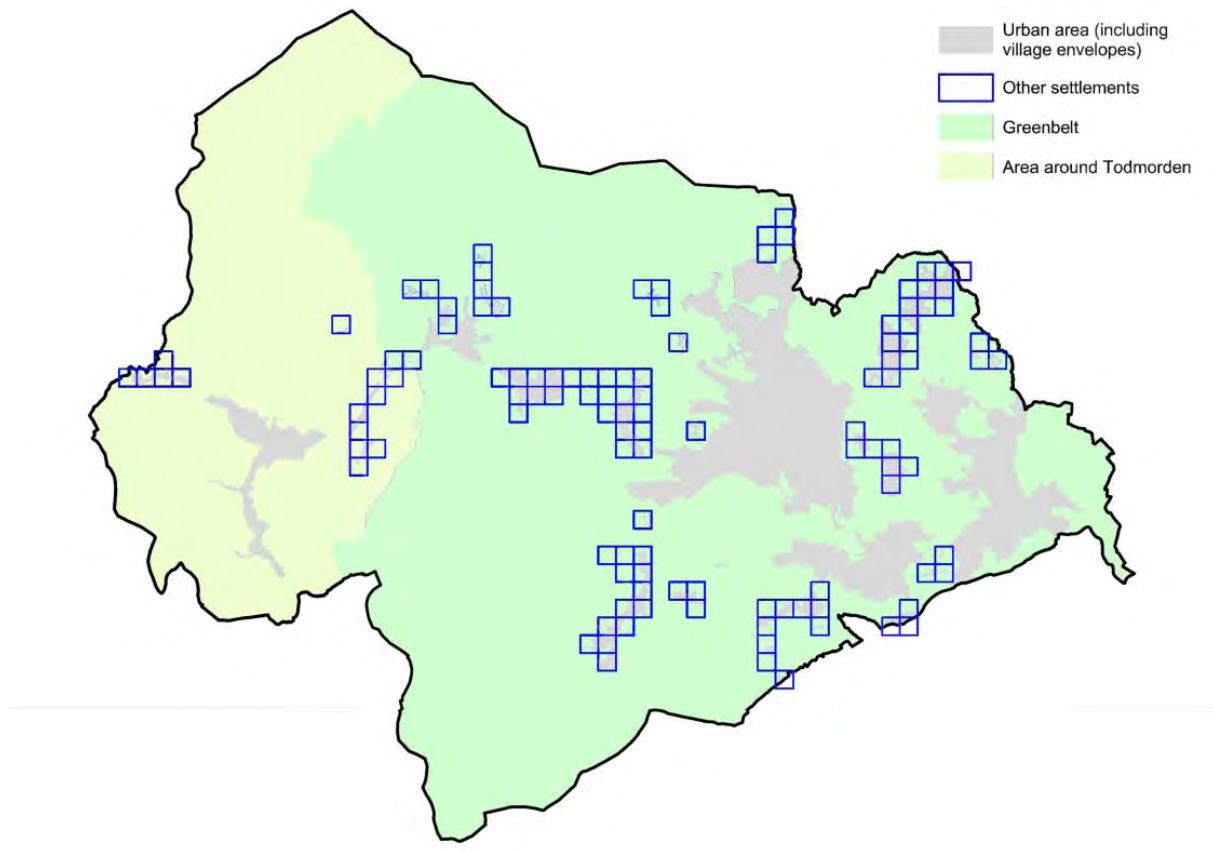 Urban area (including
village envelopes)
Other settlements
Greenbelt
Area around Todmorden